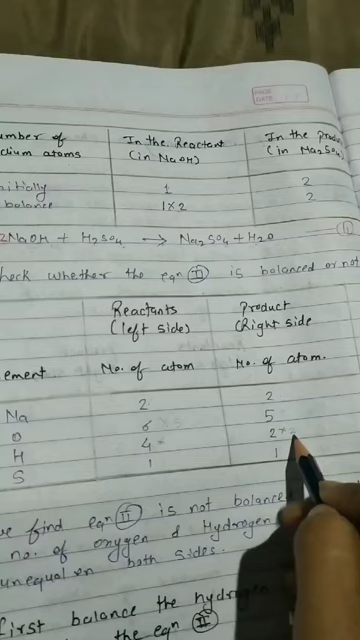 PAGE
DATE
umber of In the Reactant In the Produ
dium atoms (in NaOH) (in Na2SO4)
nitially 1 2
balance 1×2 2
2NaOH + H2SO4 → Na2SO4 + H2O II
heck whether the eqn II is balanced or not
Reactants Product
(left side) (Right side
ement No. of atom No. of atom.
Na 2 2
O 6 5
H 4 2×
S 1 1
e find eqn II is not balance
no. of oxygen & Hydrogen
unequal on both sides.
first balance the hydrogen
the eqn II